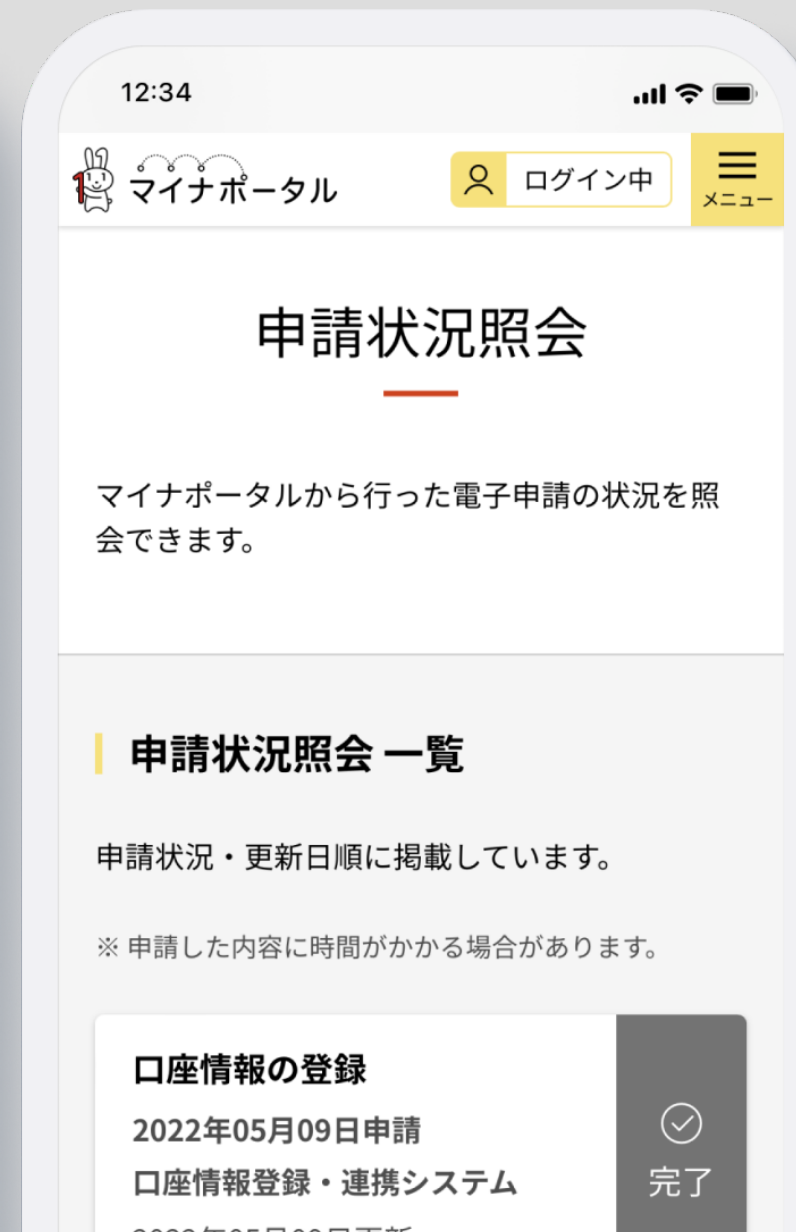 12:34
マイナポータル
ログイン中
メニュー
申請状況照会
マイナポータルから行った電子申請の状況を照
会できます。
申請状況照会 一覧
申請状況・更新日順に掲載しています。
※ 申請した内容に時間がかかる場合があります。
口座情報の登録
2022年05月09日申請
口座情報登録・連携システム
完了